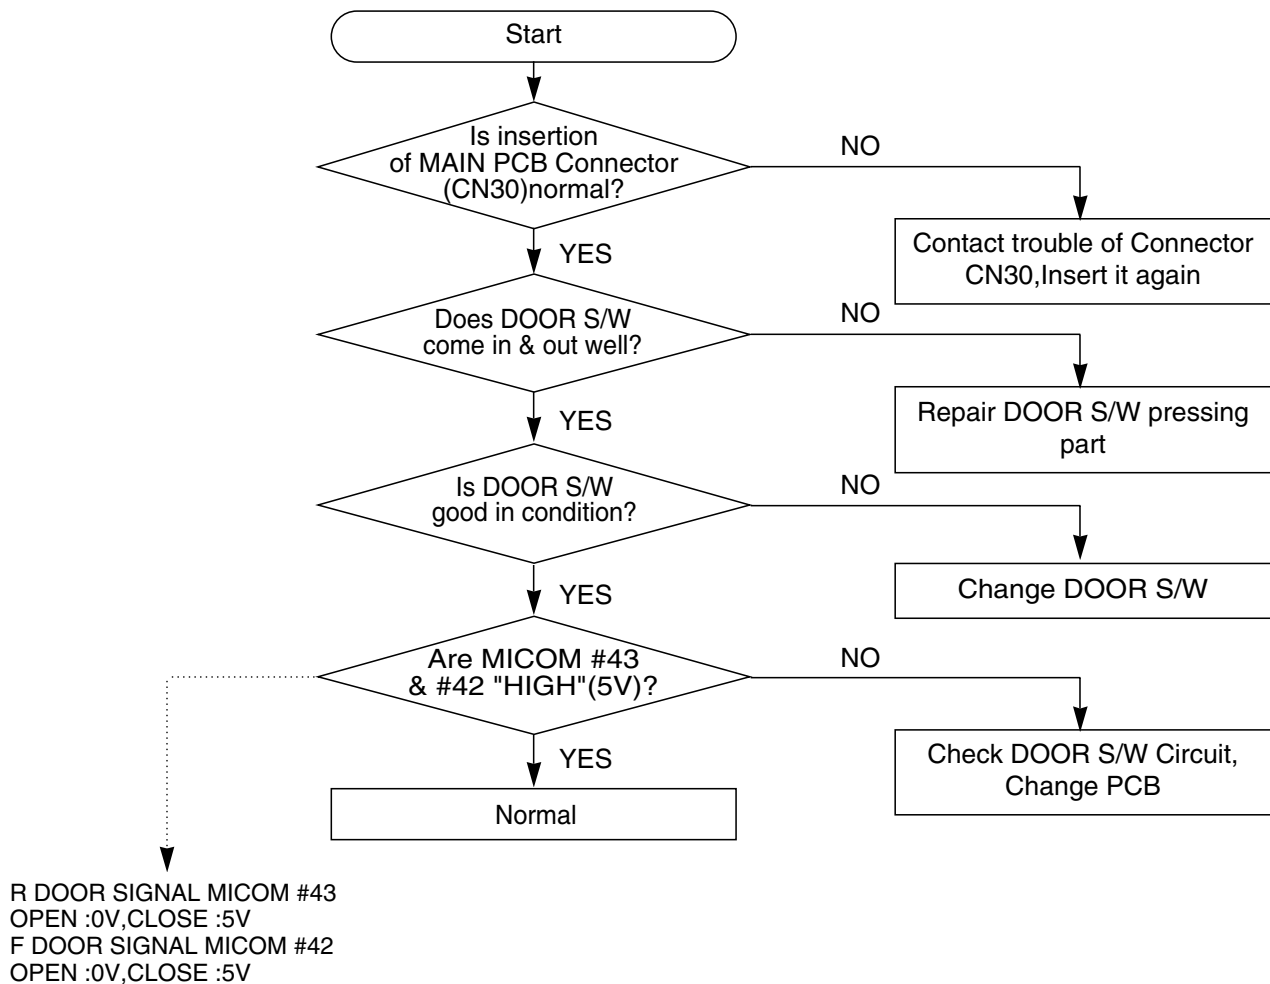 Start
Is insertion
of MAIN PCB Connector
(CN30)normal?
NO
Contact trouble of Connector
CN30,Insert it again
YES
Does DOOR S/W
come in & out well?
NO
Repair DOOR S/W pressing
part
YES
Is DOOR S/W
good in condition?
NO
Change DOOR S/W
YES
Are MICOM #43
& #42 "HIGH"(5V)?
NO
Check DOOR S/W Circuit,
Change PCB
YES
Normal
R DOOR SIGNAL MICOM #43
OPEN :0V,CLOSE :5V
F DOOR SIGNAL MICOM #42
OPEN :0V,CLOSE :5V